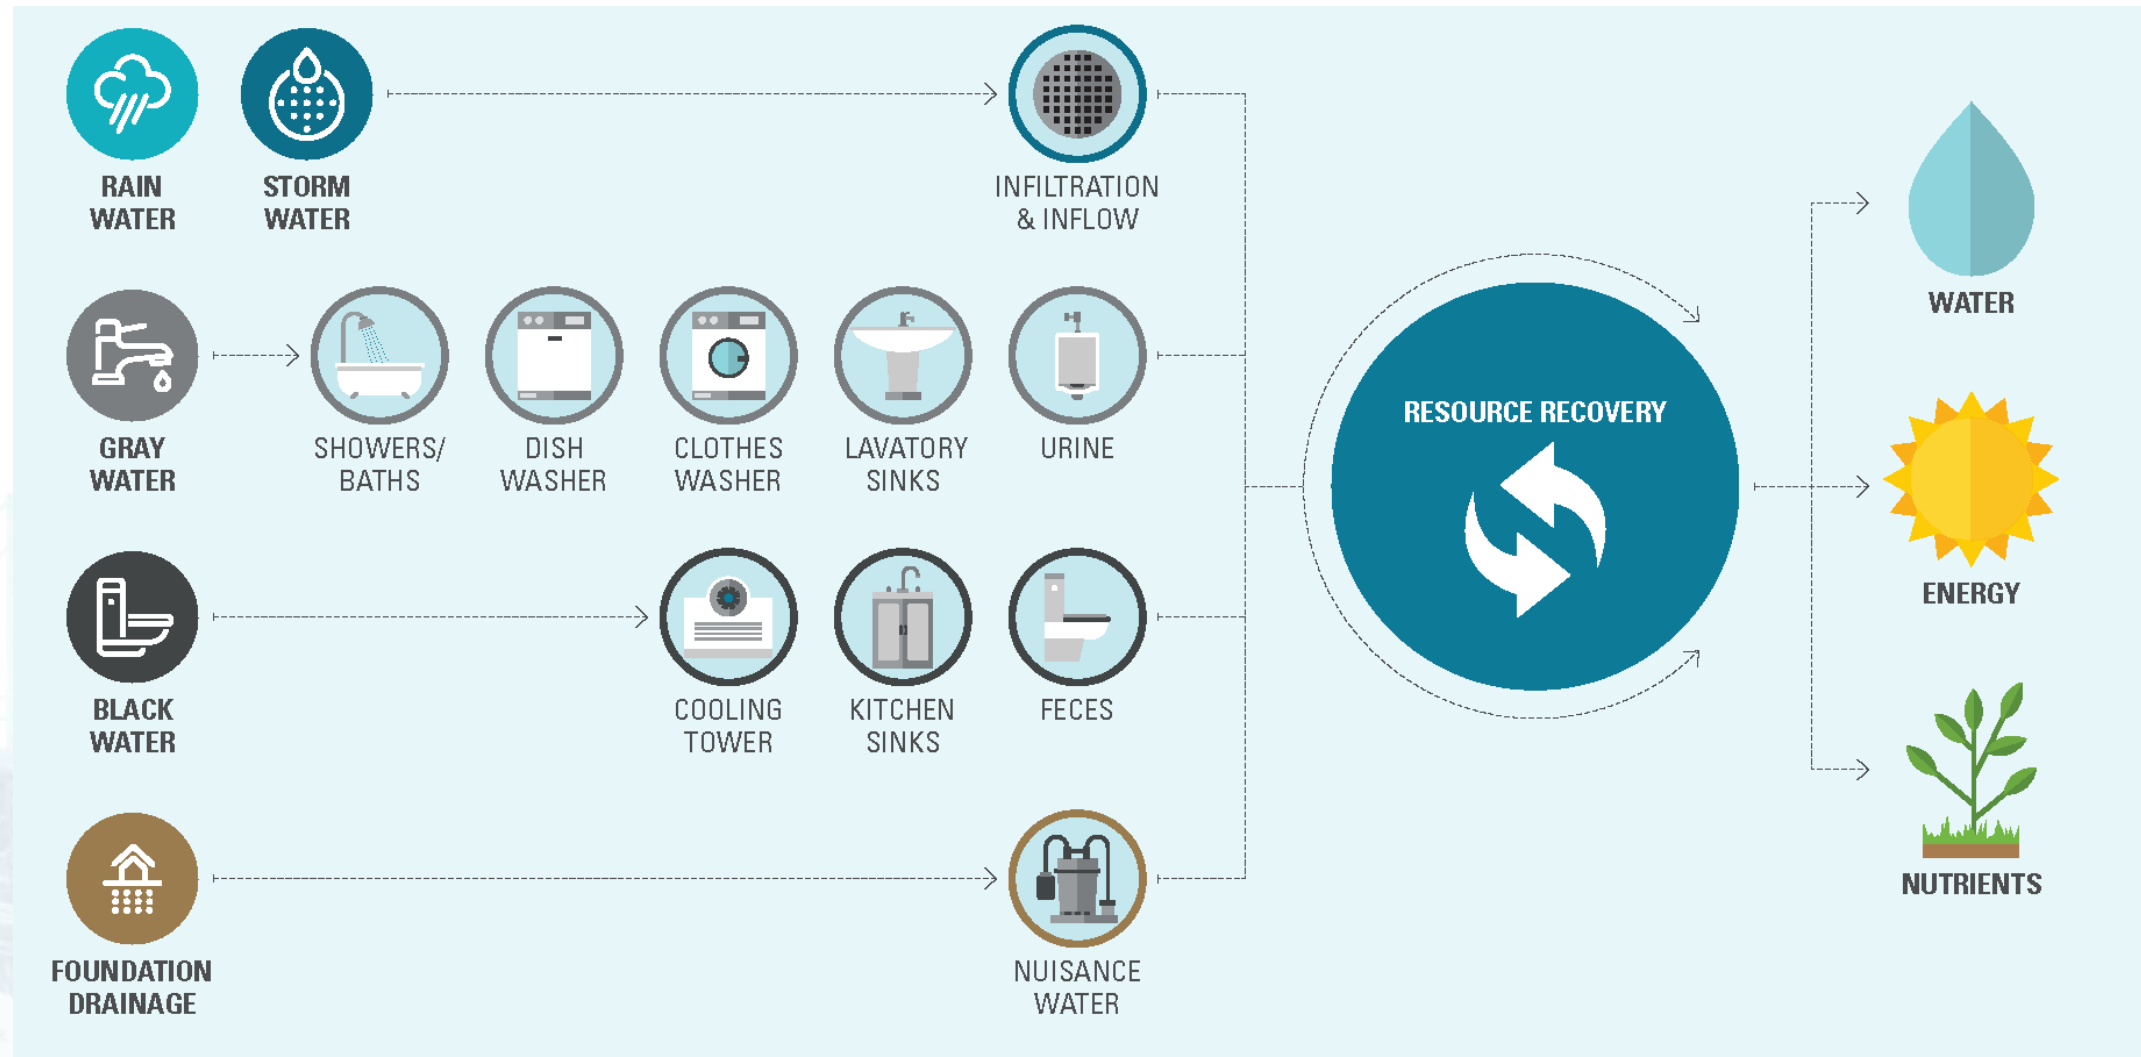 RAIN
WATER
STORM
WATER
INFILTRATION
& INFLOW
GRAY
WATER
SHOWERS/
BATHS
DISH
WASHER
CLOTHES
WASHER
LAVATORY
SINKS
URINE
BLACK
WATER
COOLING
TOWER
KITCHEN
SINKS
FECES
FOUNDATION
DRAINAGE
NUISANCE
WATER
RESOURCE RECOVERY
WATER
ENERGY
NUTRIENTS